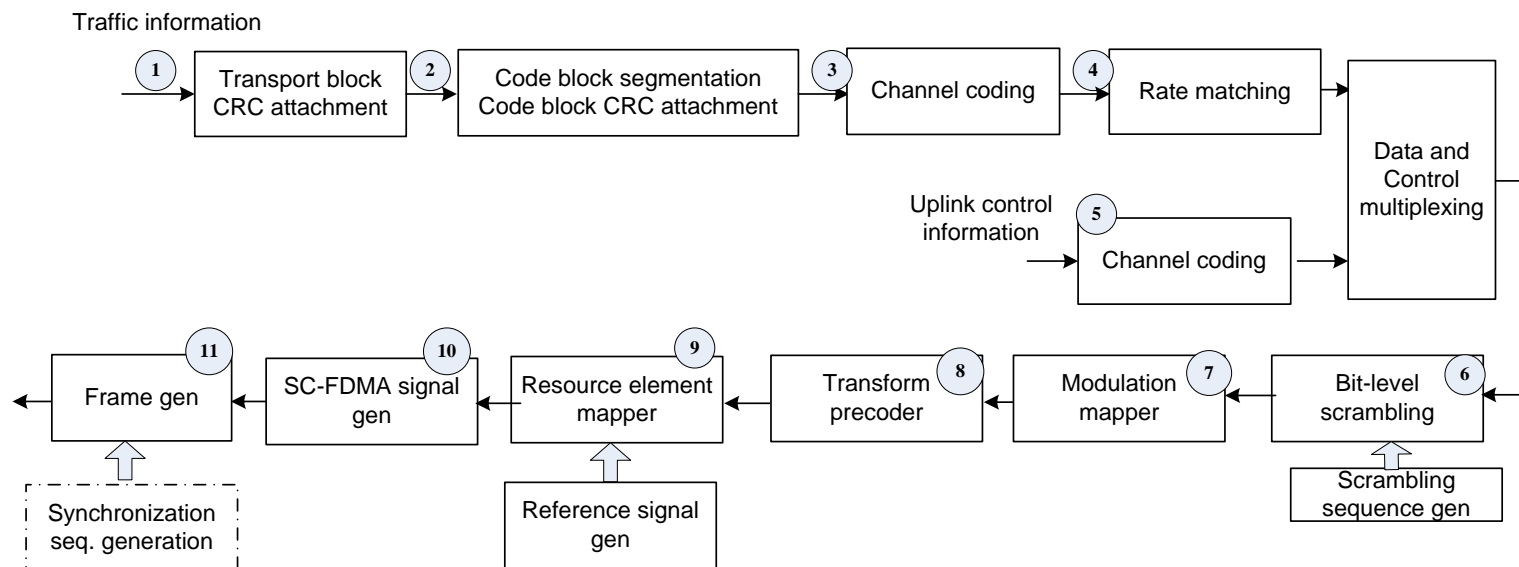 Traffic information
1
Transport block
CRC attachment
2
Code block segmentation
Code block CRC attachment
3
Channel coding
4
Rate matching
Data and
Control
multiplexing
Uplink control
information
5
Channel coding
11
Frame gen
10
SC-FDMA signal
gen
9
Resource element
mapper
8
Transform
precoder
7
Modulation
mapper
6
Bit-level
scrambling
Synchronization
seq. generation
Reference signal
gen
Scrambling
sequence gen